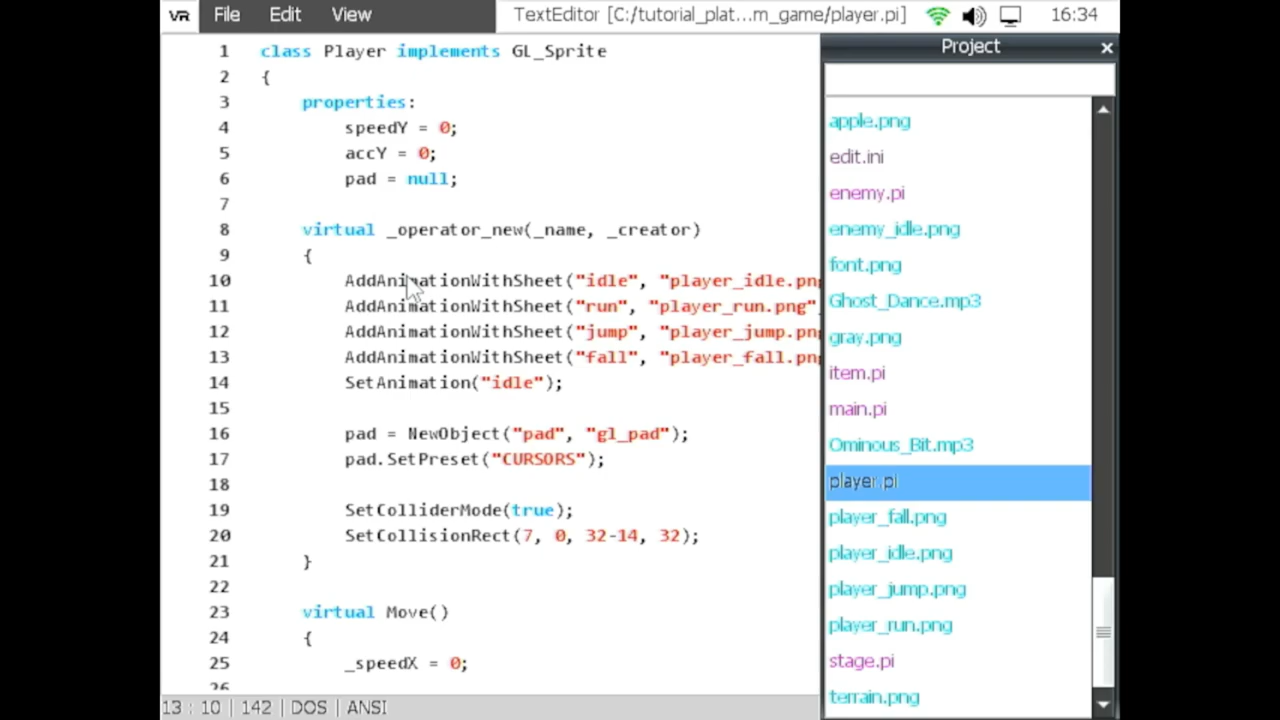 VR File Edit View TextEditor [C:/tutorial_plat...m_game/player.pi] 16:34
1 class Player implements GL_Sprite
2 {
3 properties:
4 speedY = 0;
5 accY = 0;
6 pad = null;
7
8 virtual _operator_new(_name, _creator)
9 {
10 AddAnimationWithSheet("idle", "player_idle.png
11 AddAnimationWithSheet("run", "player_run.png"
12 AddAnimationWithSheet("jump", "player_jump.png
13 AddAnimationWithSheet("fall", "player_fall.png
14 SetAnimation("idle");
15
16 pad = NewObject("pad", "gl_pad");
17 pad.SetPreset("CURSORS");
18
19 SetColliderMode(true);
20 SetCollisionRect(7, 0, 32-14, 32);
21 }
22
23 virtual Move()
24 {
25 _speedX = 0;
26
13 : 10 | 142 | DOS | ANSI
Project
apple.png
edit.ini
enemy.pi
enemy_idle.png
font.png
Ghost_Dance.mp3
gray.png
item.pi
main.pi
Ominous_Bit.mp3
player.pi
player_fall.png
player_idle.png
player_jump.png
player_run.png
stage.pi
terrain.png